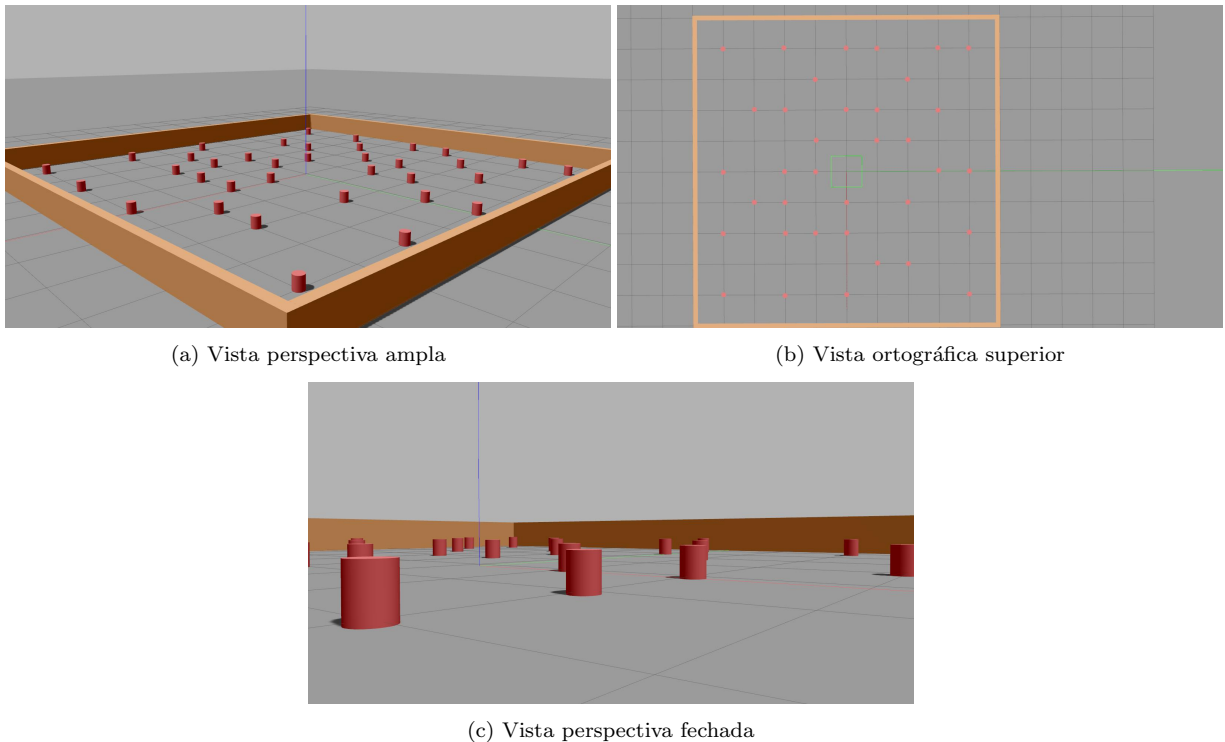 (a) Vista perspectiva ampla
(b) Vista ortográfica superior
(c) Vista perspectiva fechada